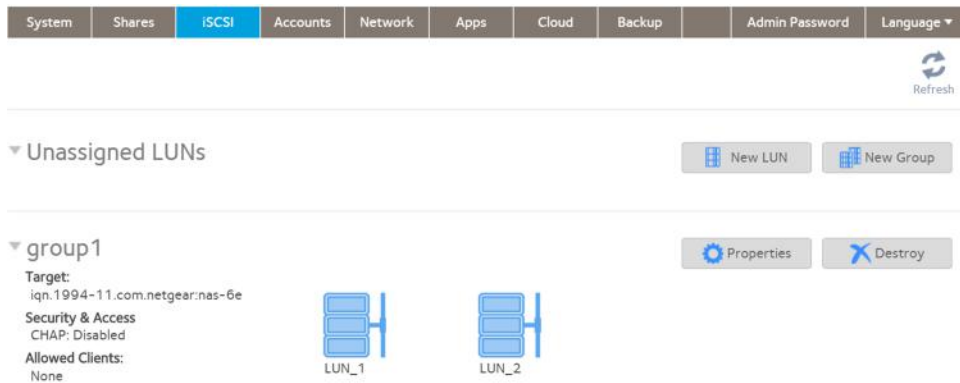 System Shares iSCSI Accounts Network Apps Cloud Backup Admin Password Language
Refresh
Unassigned LUNs New LUN New Group
group1 Properties Destroy
Target:
iqn.1994-11.com.netgear:nas-6e
Security & Access
CHAP: Disabled
Allowed Clients:
None
LUN_1 LUN_2